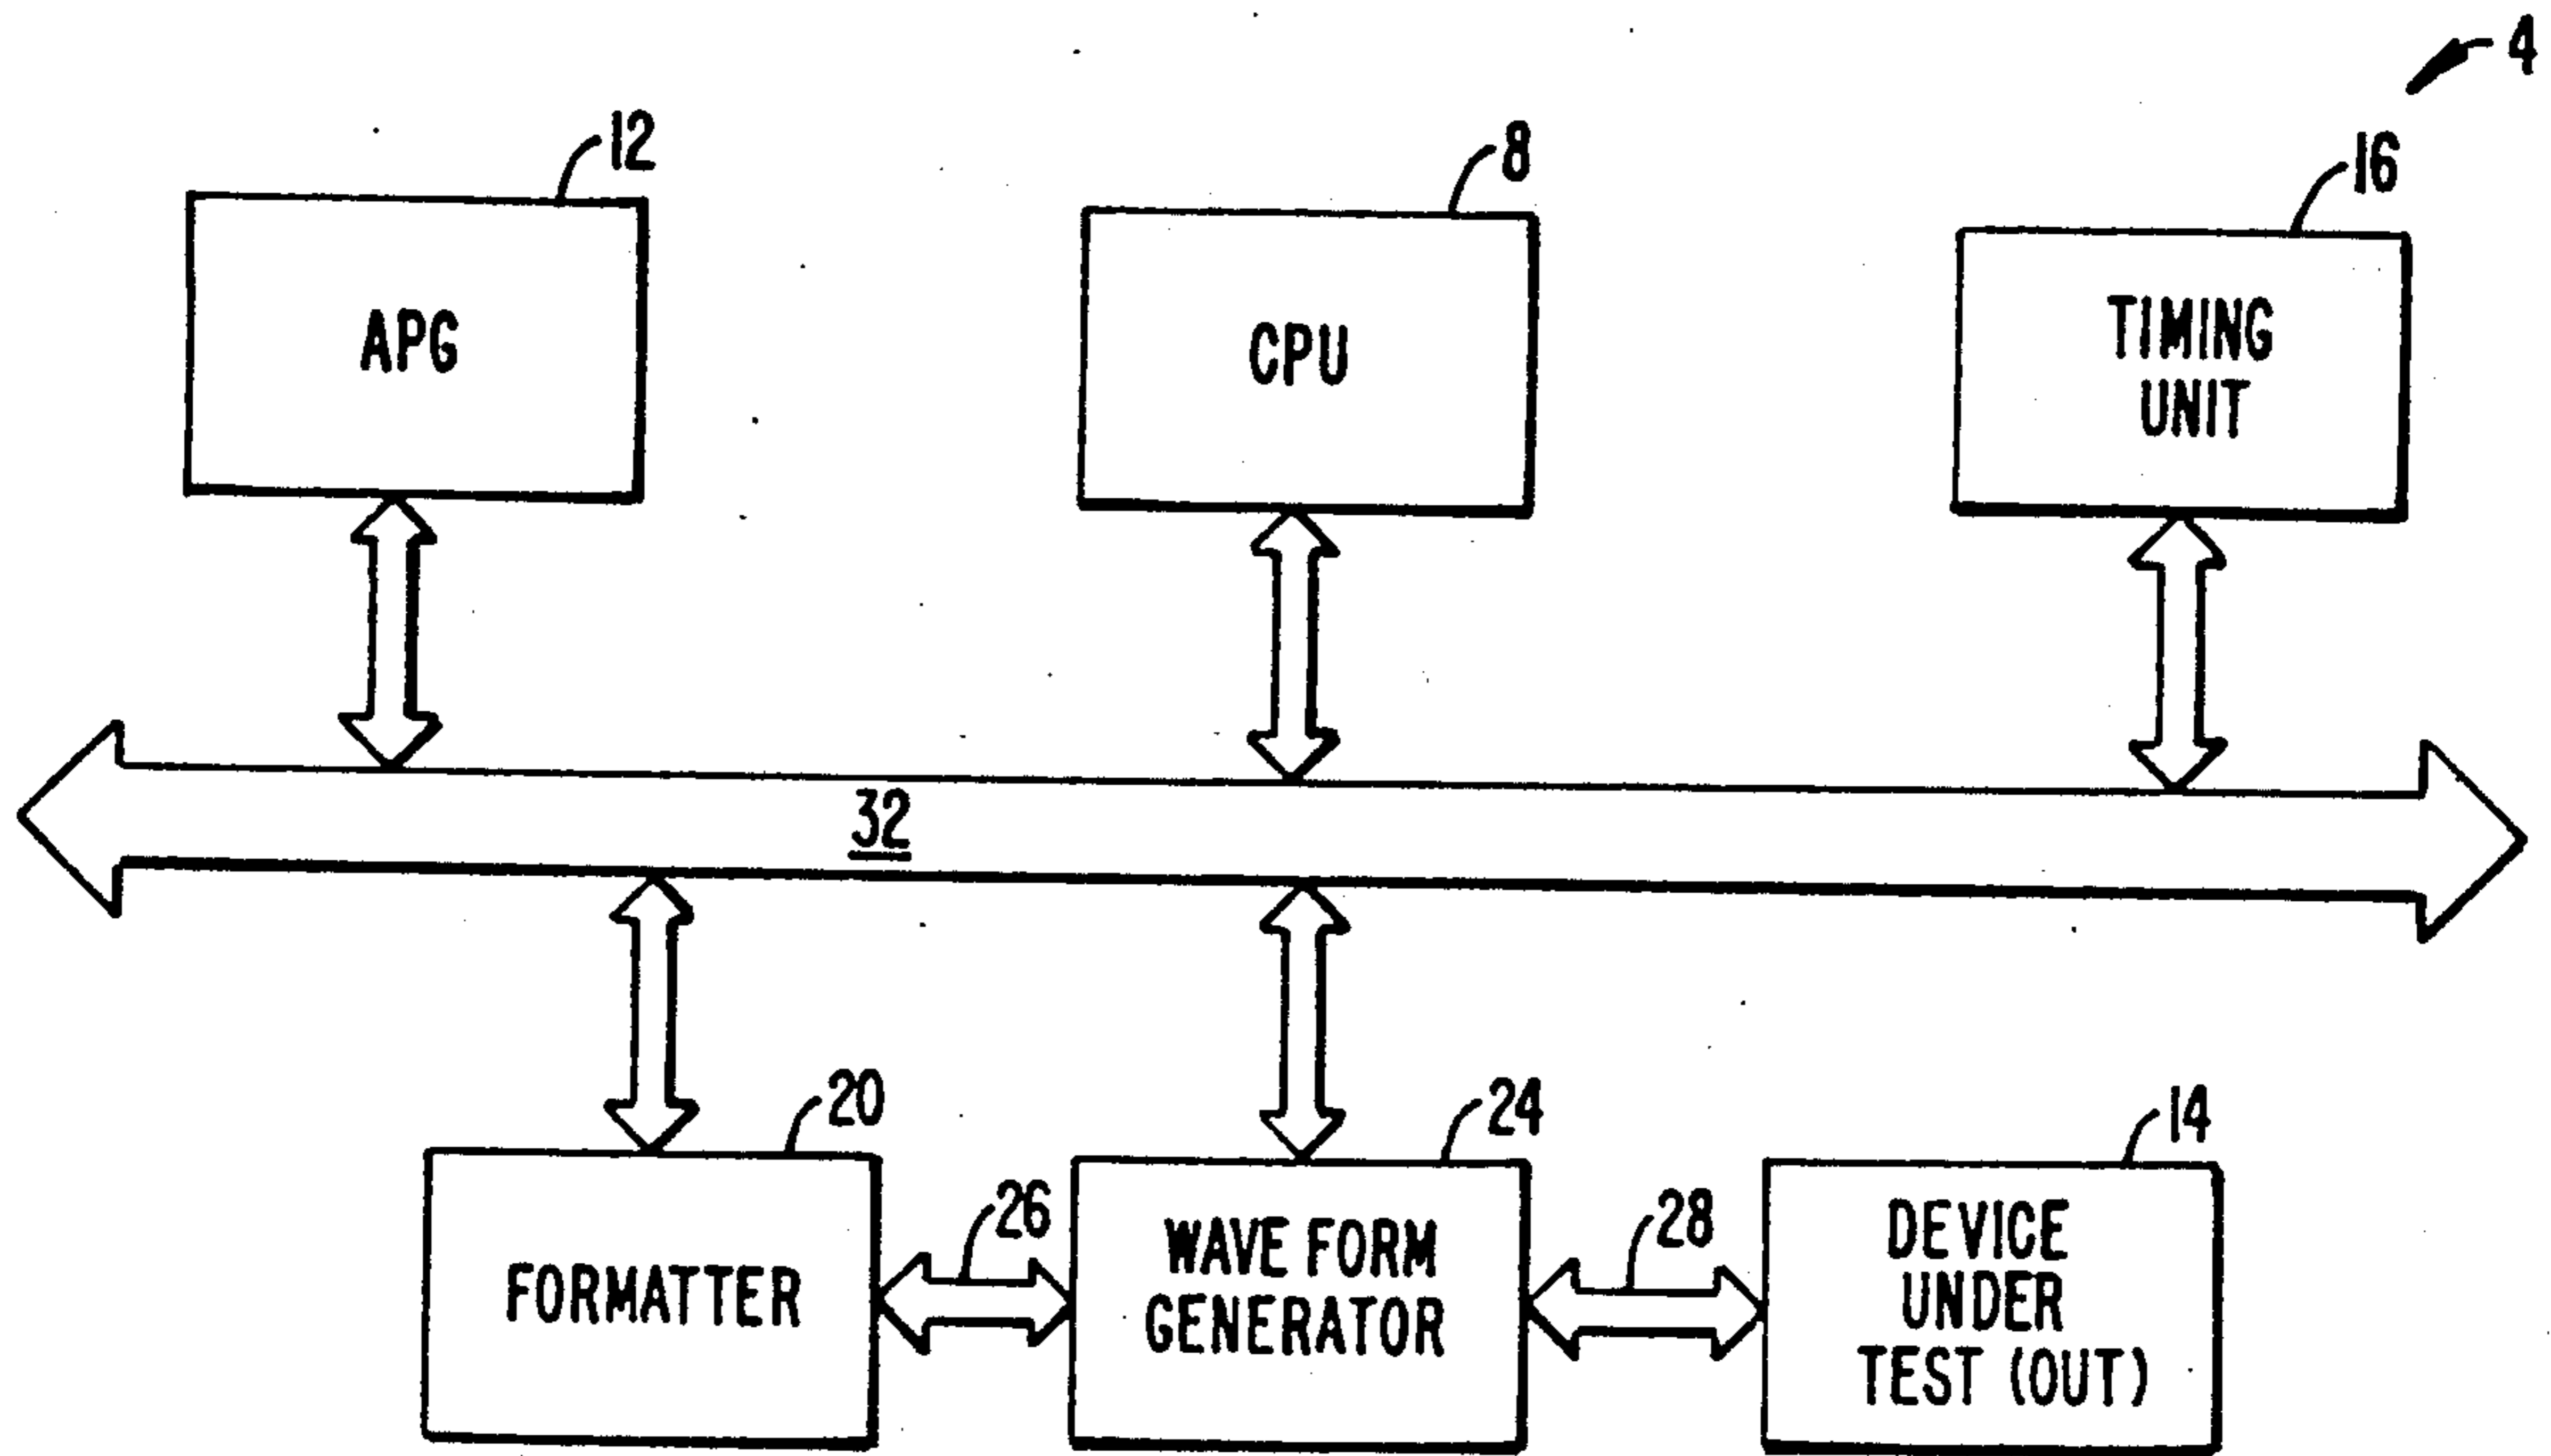 4
12
8
16
APG
CPU
TIMING
UNIT
32
20
24
14
26
28
FORMATTER
WAVE FORM
GENERATOR
DEVICE
UNDER
TEST (OUT)